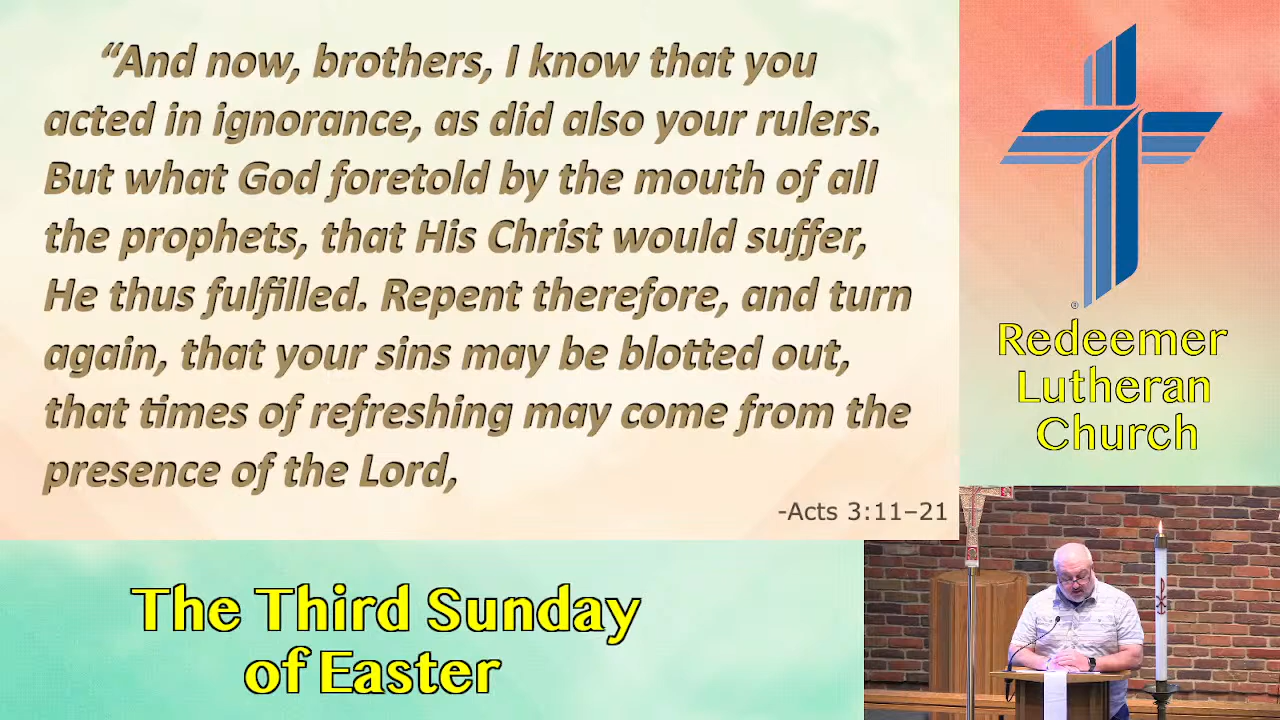 “And now, brothers, I know that you
acted in ignorance, as did also your rulers.
But what God foretold by the mouth of all
the prophets, that His Christ would suffer,
He thus fulfilled. Repent therefore, and turn
again, that your sins may be blotted out,
that times of refreshing may come from the
presence of the Lord,
-Acts 3:11–21
®
Redeemer
Lutheran
Church
The Third Sunday
of Easter